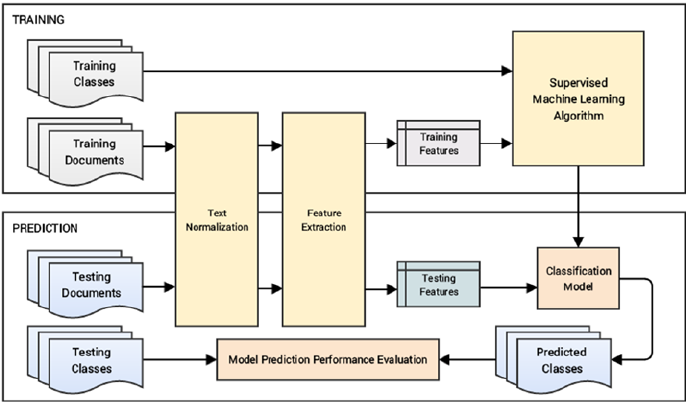 TRAINING
Training
Classes
Supervised
Machine Learning
Algorithm
Training
Documents
Training
Features
Text
Normalization
Feature
Extraction
PREDICTION
Testing
Documents
Testing
Features
Classification
Model
Testing
Classes
Model Prediction Performance Evaluation
Predicted
Classes